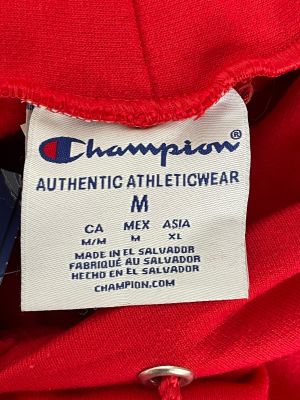 Champion®
AUTHENTIC ATHLETICWEAR
M
CA MEX ASIA
M/M M XL
MADE IN EL SALVADOR
FABRIQUÉ AU SALVADOR
HECHO EN EL SALVADOR
CHAMPION.COM